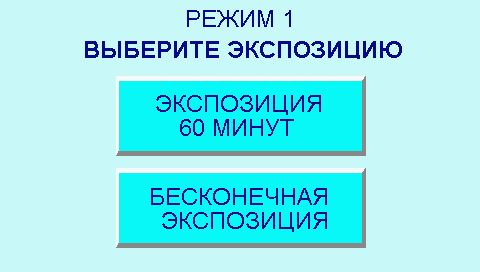 РЕЖИМ 1
ВЫБЕРИТЕ ЭКСПОЗИЦИЮ
ЭКСПОЗИЦИЯ
60 МИНУТ
БЕСКОНЕЧНАЯ
ЭКСПОЗИЦИЯ